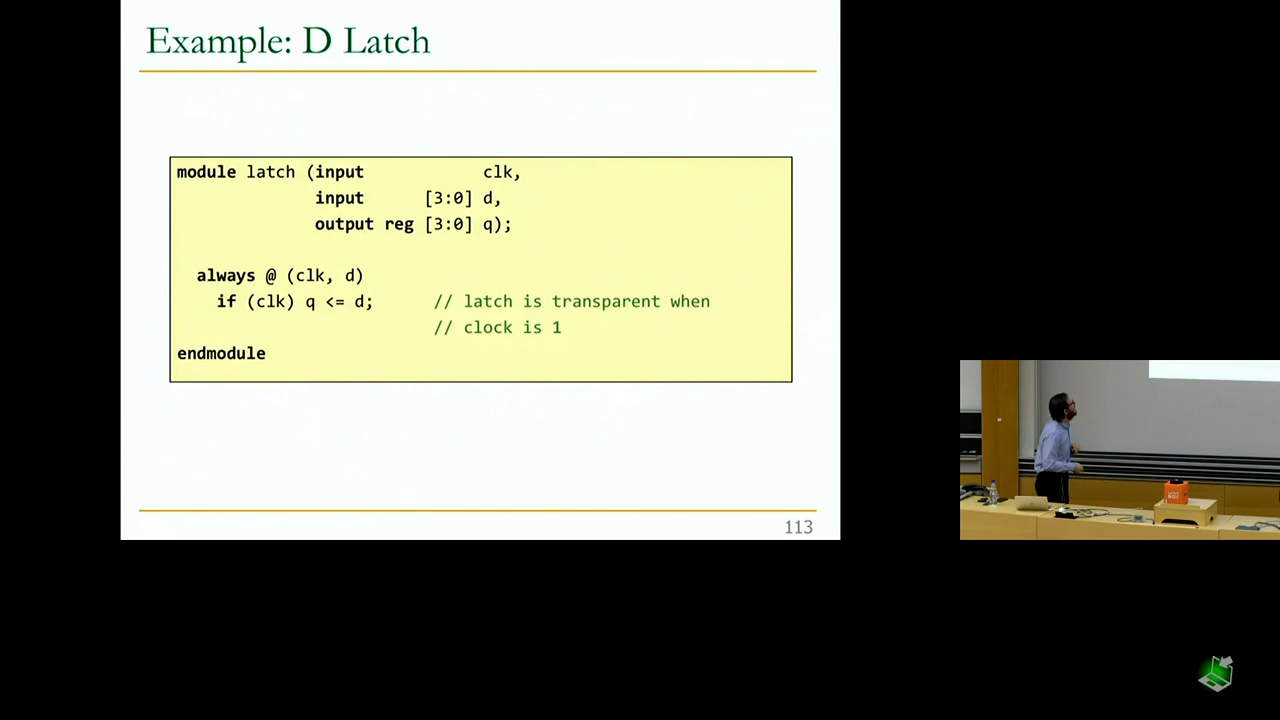 Example: D Latch
module latch (input clk,
input [3:0] d,
output reg [3:0] q);
always @ (clk, d)
if (clk) q <= d; // latch is transparent when
// clock is 1
endmodule
113